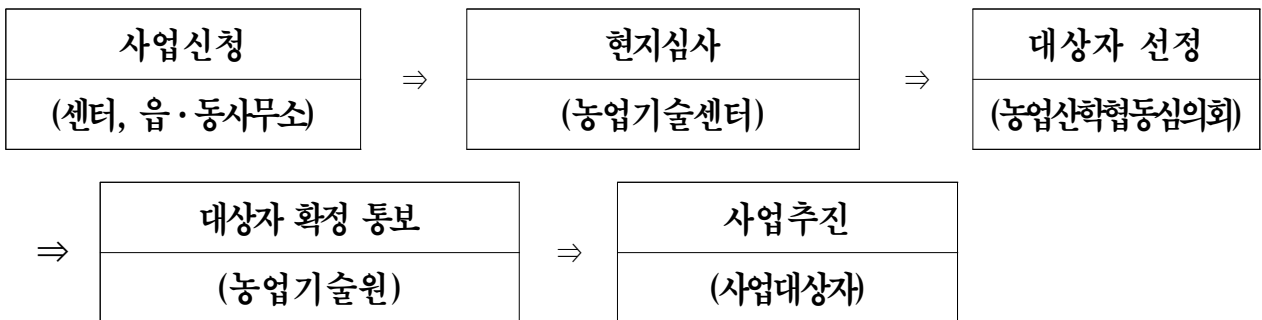 사업신청 ⇒ 현지심사 ⇒ 대상자 선정
(센터, 읍·동사무소) (농업기술센터) (농업산학협동심의회)
⇒ 대상자 확정 통보 ⇒ 사업추진
(농업기술원) (사업대상자)